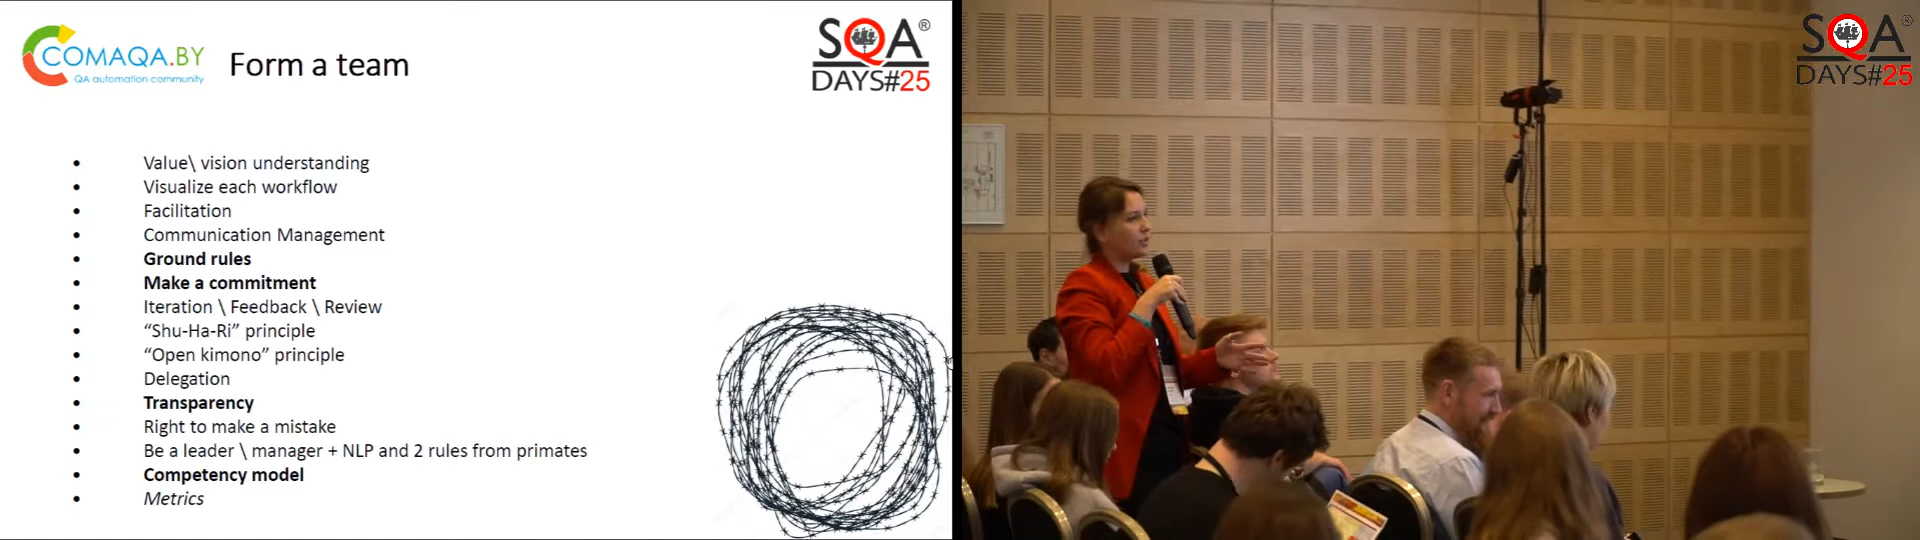 COMAQA.BY
QA automation community
Form a team
SQA®
DAYS#25
Value\ vision understanding
Visualize each workflow
Facilitation
Communication Management
Ground rules
Make a commitment
Iteration \ Feedback \ Review
“Shu-Ha-Ri” principle
“Open kimono” principle
Delegation
Transparency
Right to make a mistake
Be a leader \ manager + NLP and 2 rules from primates
Competency model
Metrics
SQA®
DAYS#25